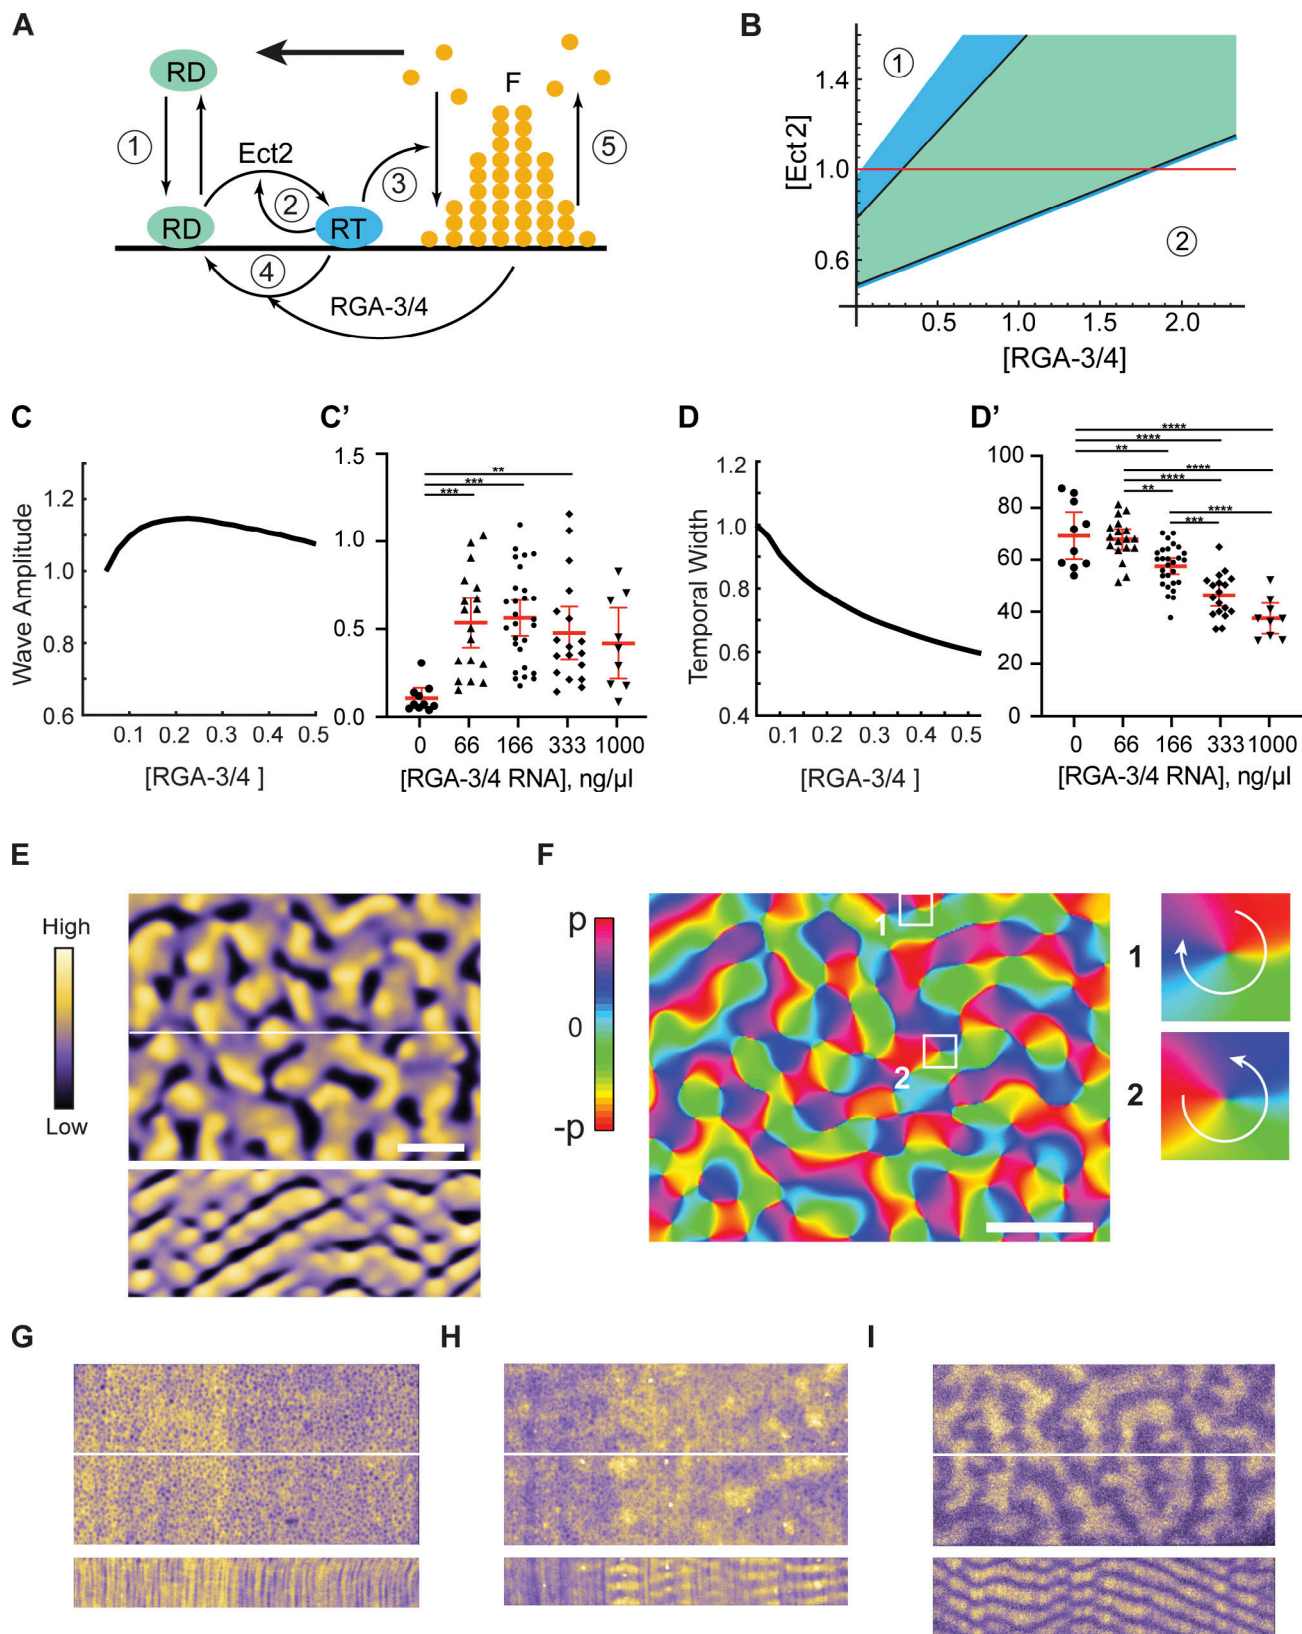 A
RD
F
1
Ect2
5
2
3
RD
RT
4
RGA-3/4
B
1
1.4
[Ect 2]
1.0
0.6
2
0.5 1.0 1.5 2.0
[RGA-3/4]
C
Wave Amplitude
1.2
1.0
0.8
0.6
0.1 0.2 0.3 0.4 0.5
[RGA-3/4 ]
C'
1.5
**
***
***
1.0
0.5
0.0
0 66 166 333 1000
[RGA-3/4 RNA], ng/µl
D
Temporal Width
1.2
1.0
0.8
0.6
0.4
0.1 0.2 0.3 0.4 0.5
[RGA-3/4 ]
D'
****
****
**
****
****
**
****
***
100
80
60
40
20
0
0 66 166 333 1000
[RGA-3/4 RNA], ng/µl
E
High
Low
F
p
0
-p
1
2
1
2
G
H
I